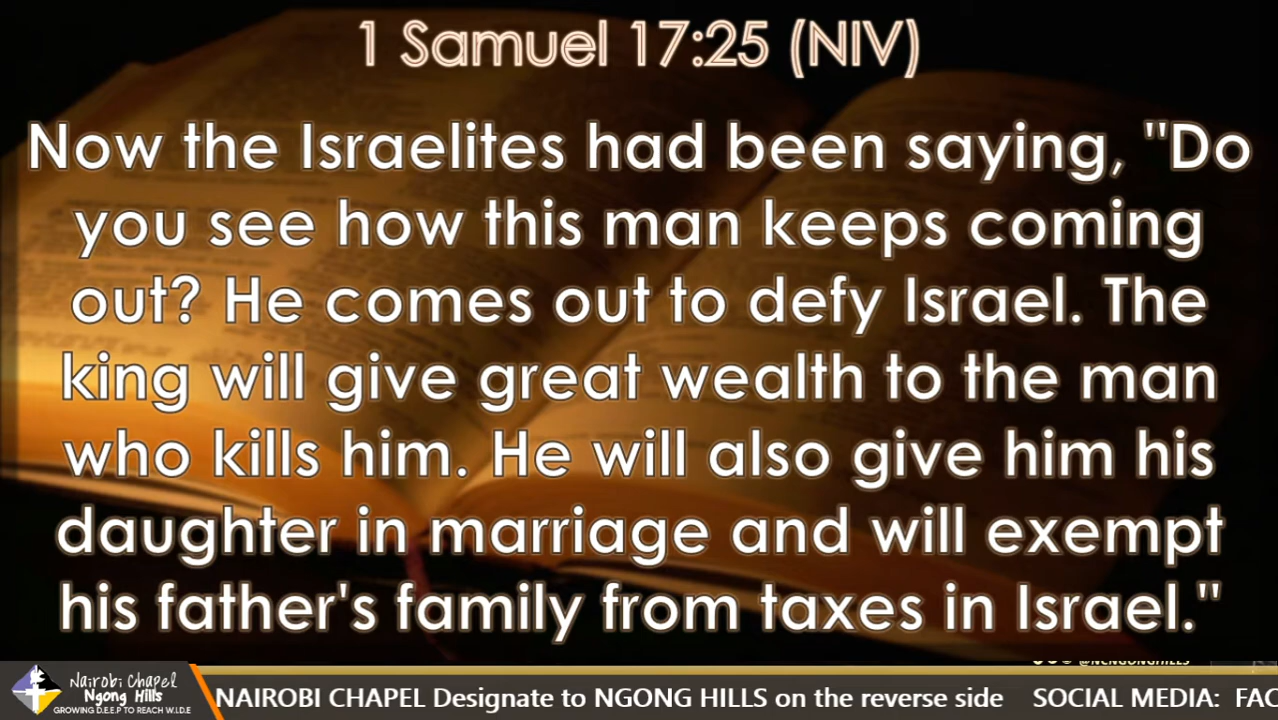 1 Samuel 17:25 (NIV)
Now the Israelites had been saying, "Do
you see how this man keeps coming
out? He comes out to defy Israel. The
king will give great wealth to the man
who kills him. He will also give him his
daughter in marriage and will exempt
his father's family from taxes in Israel."
@NCNGONGHILLS
Nairobi Chapel
Ngong Hills
GROWING D.E.E.P TO REACH W.I.D.E
NAIROBI CHAPEL Designate to NGONG HILLS on the reverse side SOCIAL MEDIA: FAC